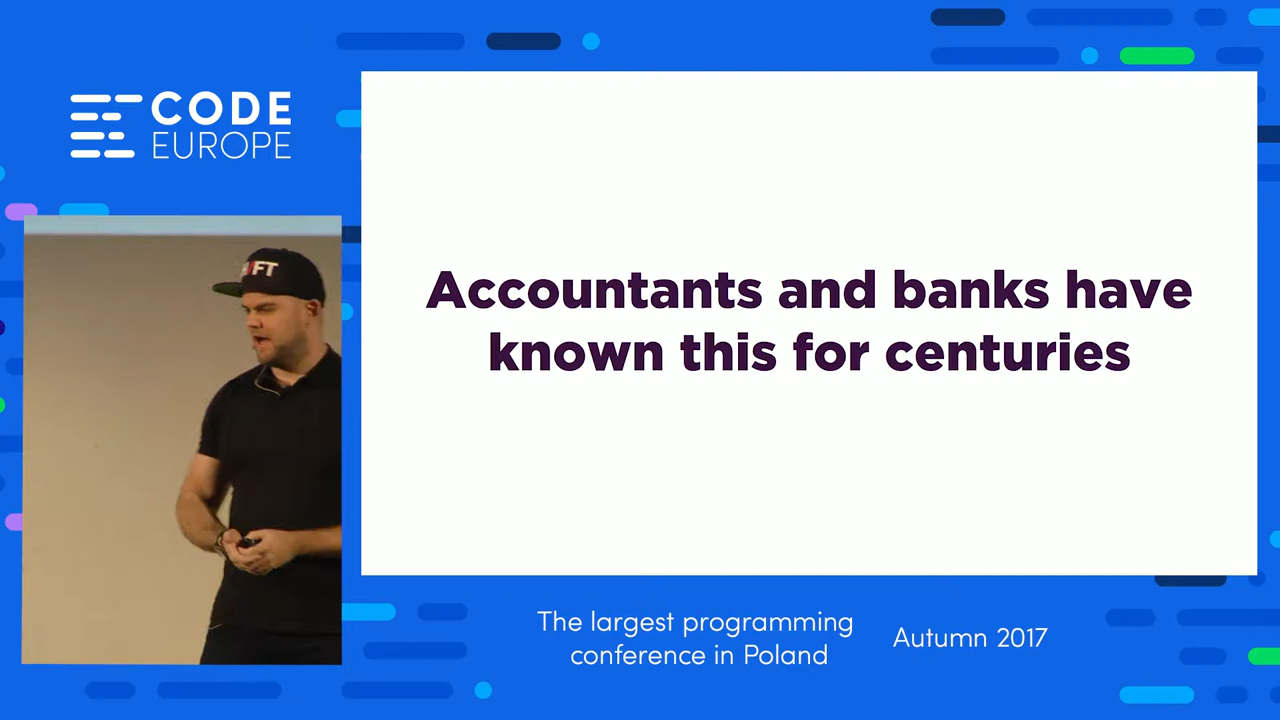 CODE
EUROPE
Accountants and banks have
known this for centuries
The largest programming
conference in Poland
Autumn 2017